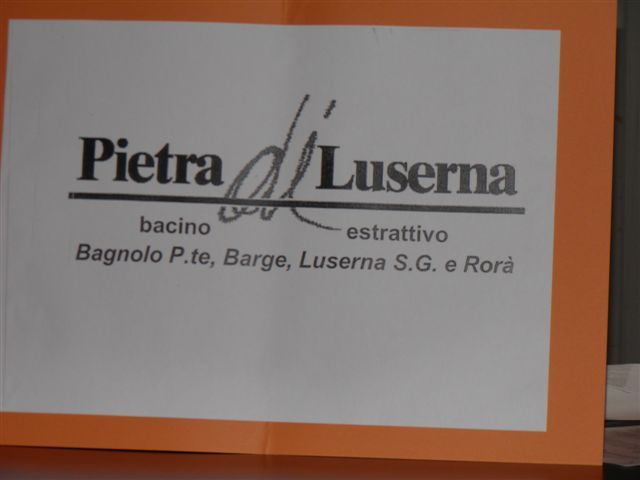 Pietra di Luserna
bacino estrattivo
Bagnolo P.te, Barge, Luserna S.G. e Rorà